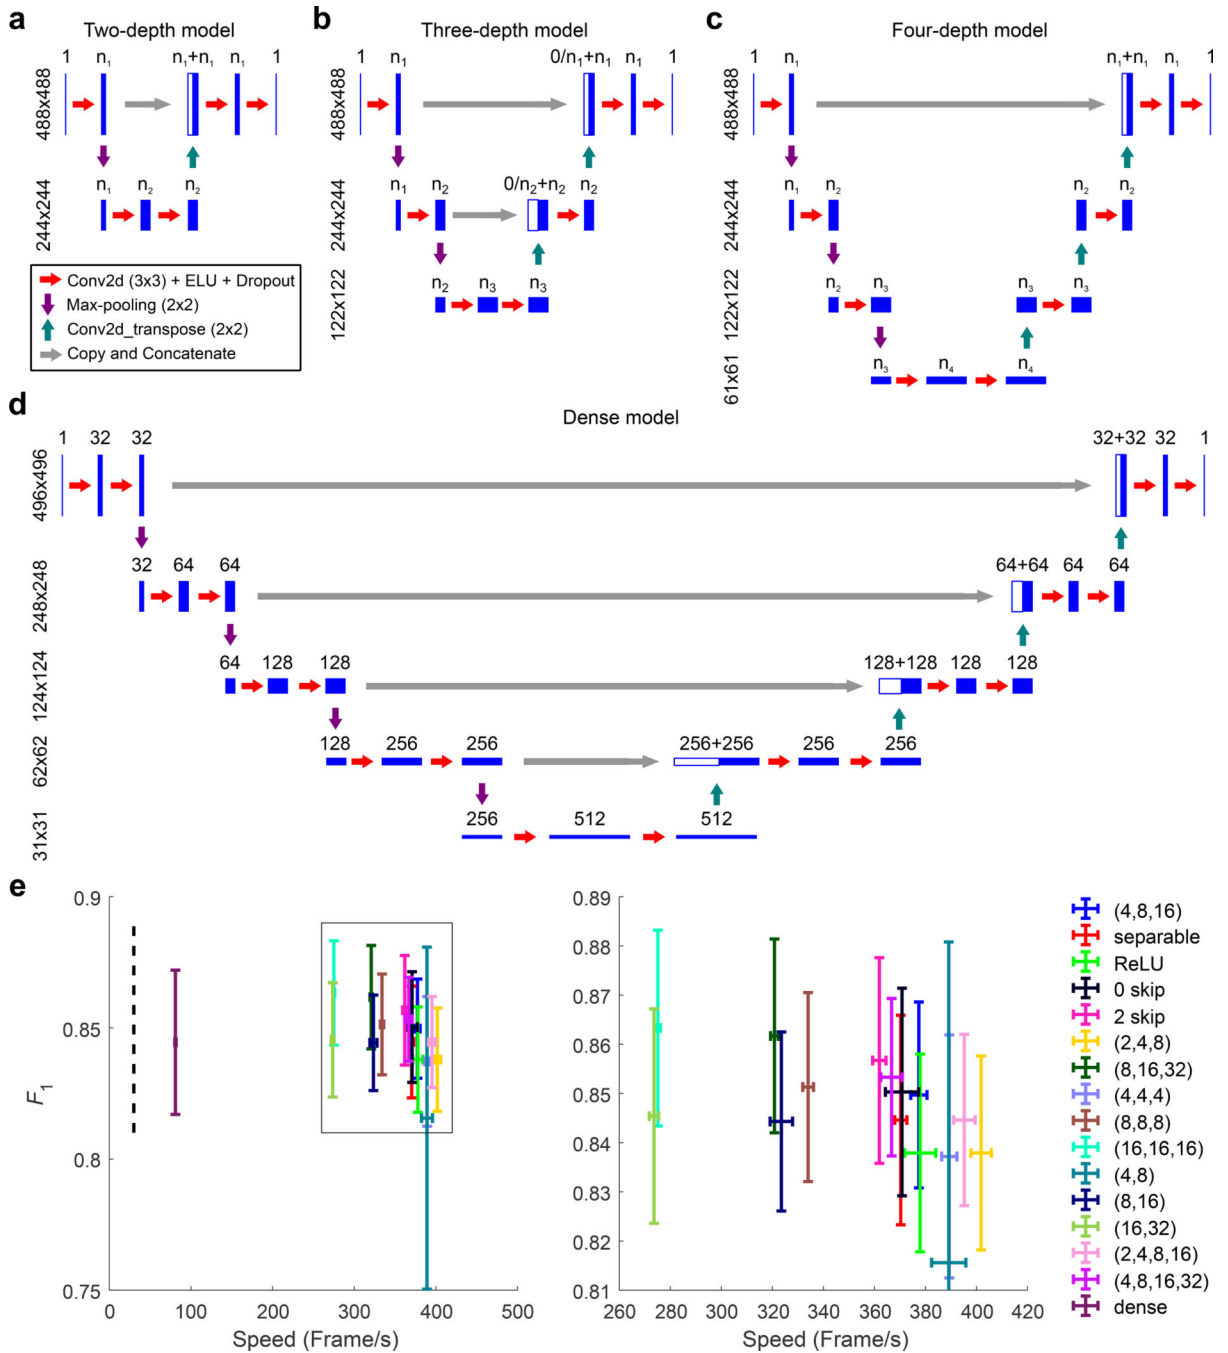 a
Two-depth model
1 n₁ n₁+n₁ n₁ 1
488x488
n₁ n₂ n₂
244x244
Conv2d (3x3) + ELU + Dropout
Max-pooling (2x2)
Conv2d_transpose (2x2)
Copy and Concatenate
b
Three-depth model
1 n₁ 0/n₁+n₁ n₁ 1
488x488
n₁ n₂ 0/n₂+n₂ n₂
244x244
n₂ n₃ n₃
122x122
c
Four-depth model
1 n₁ n₁+n₁ n₁ 1
488x488
n₁ n₂ n₂ n₂
244x244
n₂ n₃ n₃ n₃
122x122
n₃ n₄ n₄
61x61
d
Dense model
1 32 32 32+32 32 1
496x496
32 64 64 64+64 64 64
248x248
64 128 128 128+128 128 128
124x124
128 256 256 256+256 256 256
62x62
256 512 512
31x31
e
0.9
0.85
0.8
0.75
F₁
0 100 200 300 400 500
Speed (Frame/s)
0.89
0.88
0.87
0.86
0.85
0.84
0.83
0.82
0.81
260 280 300 320 340 360 380 400 420
Speed (Frame/s)
(4,8,16)
separable
ReLU
0 skip
2 skip
(2,4,8)
(8,16,32)
(4,4,4)
(8,8,8)
(16,16,16)
(4,8)
(8,16)
(16,32)
(2,4,8,16)
(4,8,16,32)
dense